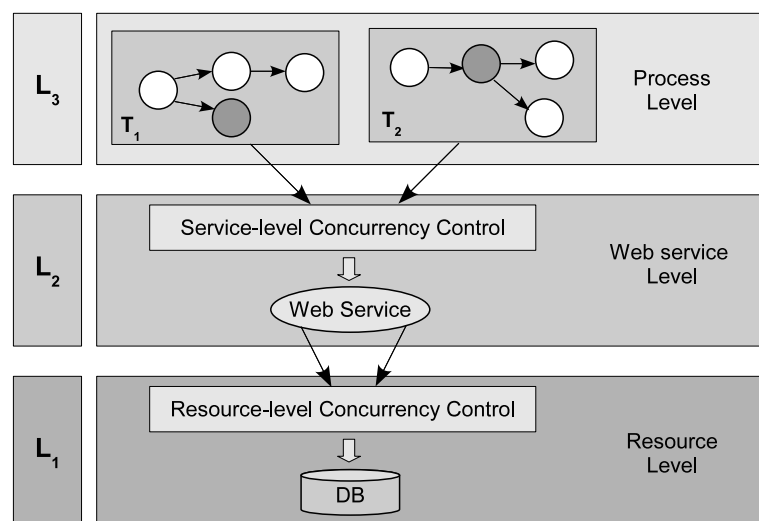 L3
T1
T2
Process
Level
L2
Service-level Concurrency Control
Web Service
Web service
Level
L1
Resource-level Concurrency Control
DB
Resource
Level